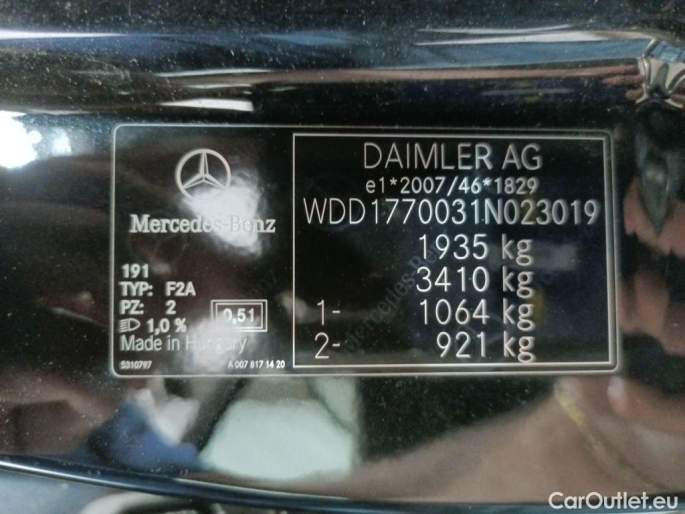 Mercedes-Benz
191
TYP: F2A
PZ: 2
1,0 %
0,51
Made in Hungary
S310797
A 007 817 14 20
DAIMLER AG
e1*2007/46*1829
WDD1770031N023019
1935 kg
3410 kg
1- 1064 kg
2- 921 kg
CarOutlet.eu